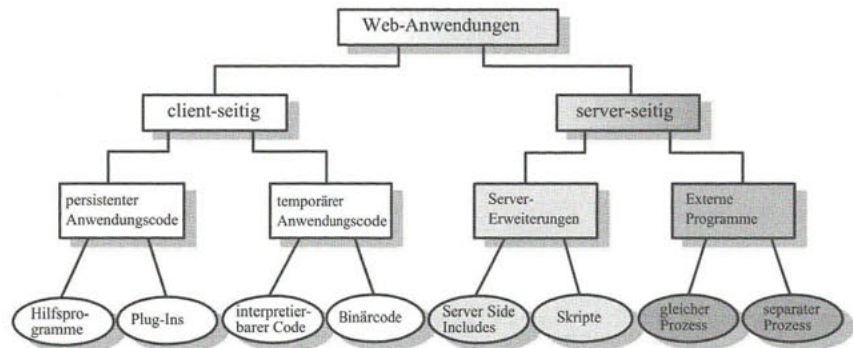 Web-Anwendungen
client-seitig
server-seitig
persistenter
Anwendungscode
temporärer
Anwendungscode
Server-
Erweiterungen
Externe
Programme
Hilfspro-
gramme
Plug-Ins
interpretier-
barer Code
Binärcode
Server Side
Includes
Skripte
gleicher
Prozess
separater
Prozess